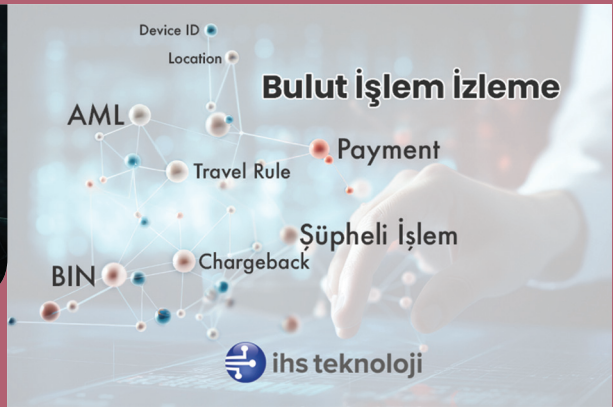 Device ID
Location
Bulut İşlem İzleme
AML
Payment
Travel Rule
Şüpheli İşlem
Chargeback
BIN
ihs teknoloji